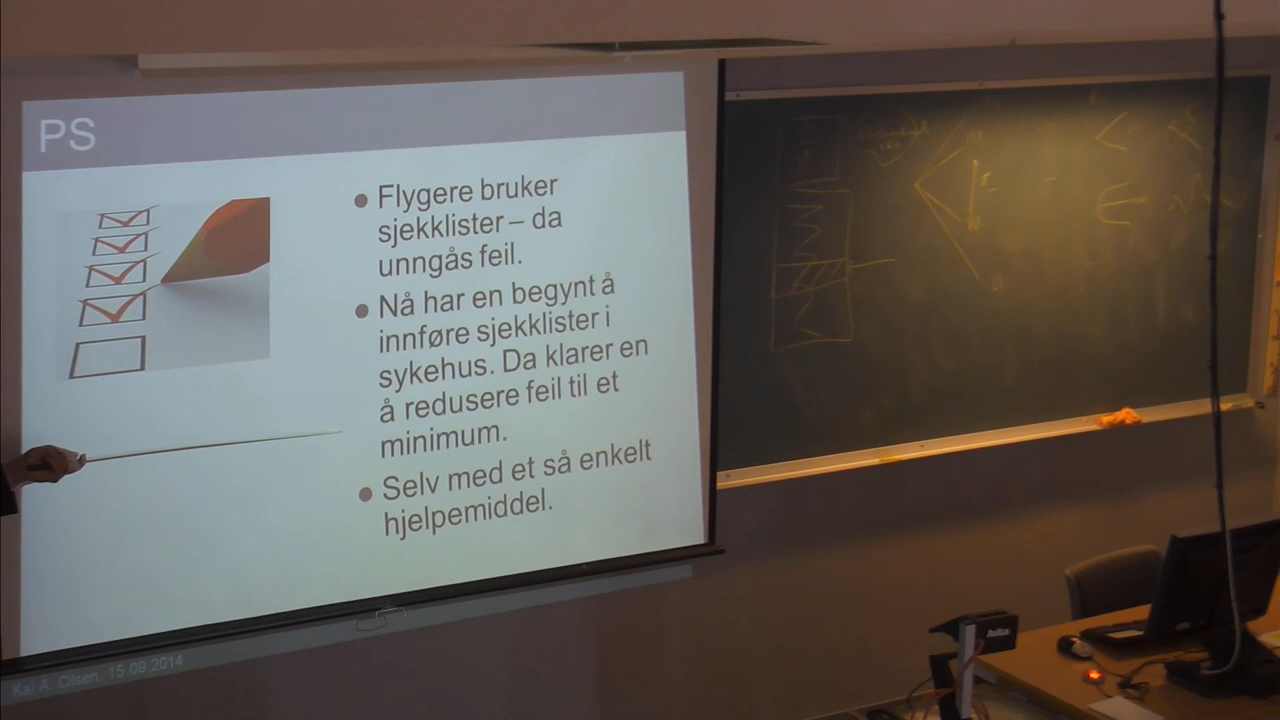 PS
Flygere bruker
sjekklister – da
unngås feil.
Nå har en begynt å
innføre sjekklister i
sykehus. Da klarer en
å redusere feil til et
minimum.
Selv med et så enkelt
hjelpemiddel.
Kai A. Olsen, 15.09.2014